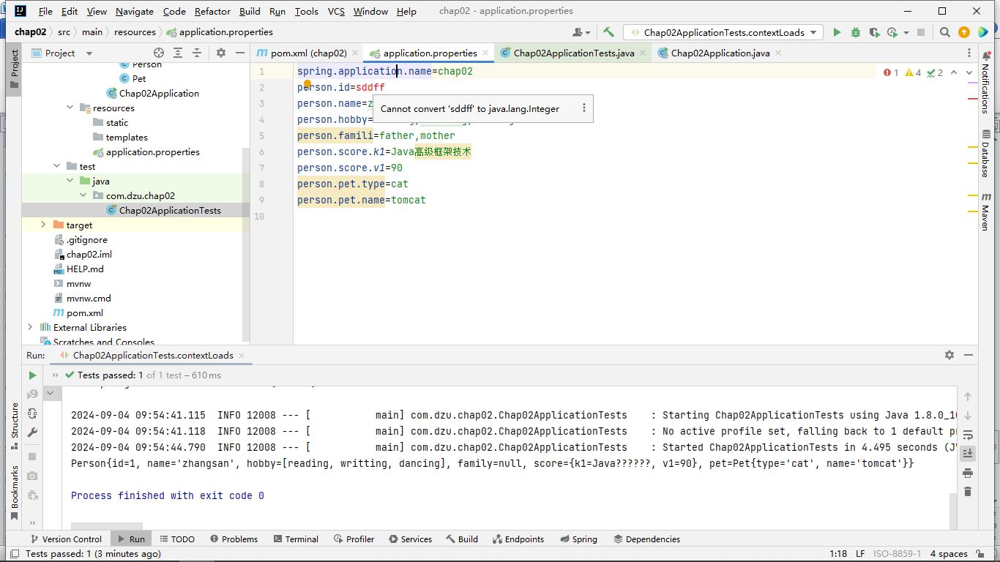 File Edit View Navigate Code Refactor Build Run Tools VCS Window Help chap02 - application.properties
chap02 src main resources application.properties Chap02ApplicationTests.contextLoads
Project
pom.xml (chap02) application.properties Chap02ApplicationTests.java Chap02Application.java
Project
Person
Pet
Chap02Application
resources
static
templates
application.properties
test
java
com.dzu.chap02
Chap02ApplicationTests
target
.gitignore
chap02.iml
HELP.md
mvnw
mvnw.cmd
pom.xml
External Libraries
Scratches and Consoles
1 spring.application.name=chap02
2 person.id=sddff
3 person.name=z
4 person.hobby=
5 person.famili=father,mother
6 person.score.k1=Java高级框架技术
7 person.score.v1=90
8 person.pet.type=cat
9 person.pet.name=tomcat
10
Cannot convert 'sddff' to java.lang.Integer
1 4 2
Notifications
Database
Maven
Run: Chap02ApplicationTests.contextLoads
Tests passed: 1 of 1 test – 610 ms
2024-09-04 09:54:41.115 INFO 12008 --- [ main] com.dzu.chap02.Chap02ApplicationTests : Starting Chap02ApplicationTests using Java 1.8.0_10
2024-09-04 09:54:41.118 INFO 12008 --- [ main] com.dzu.chap02.Chap02ApplicationTests : No active profile set, falling back to 1 default pr
2024-09-04 09:54:44.790 INFO 12008 --- [ main] com.dzu.chap02.Chap02ApplicationTests : Started Chap02ApplicationTests in 4.495 seconds (J
Person{id=1, name='zhangsan', hobby=[reading, writting, dancing], family=null, score={k1=Java??????, v1=90}, pet=Pet{type='cat', name='tomcat'}}
Process finished with exit code 0
Structure
Bookmarks
Version Control Run TODO Problems Terminal Profiler Services Build Endpoints Spring Dependencies
Tests passed: 1 (3 minutes ago) 1:18 LF ISO-8859-1 4 spaces